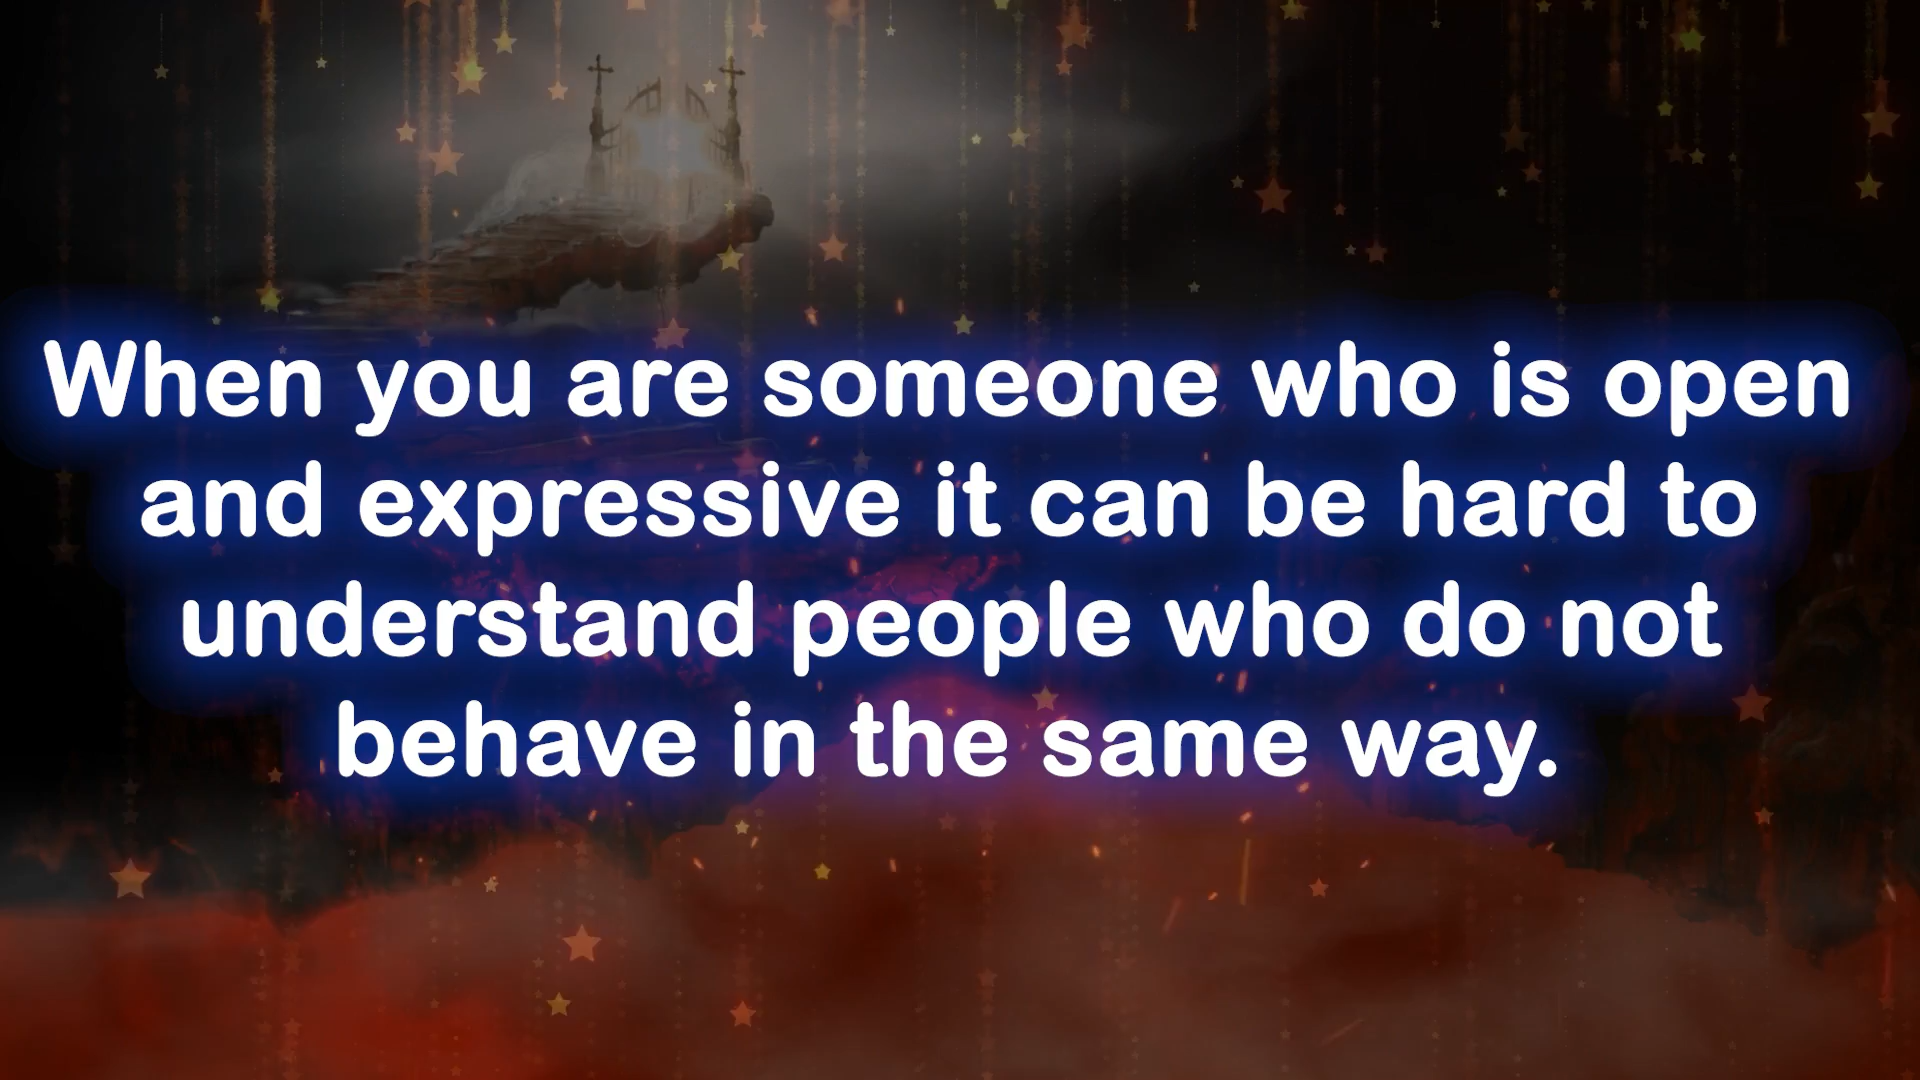 When you are someone who is open
and expressive it can be hard to
understand people who do not
behave in the same way.